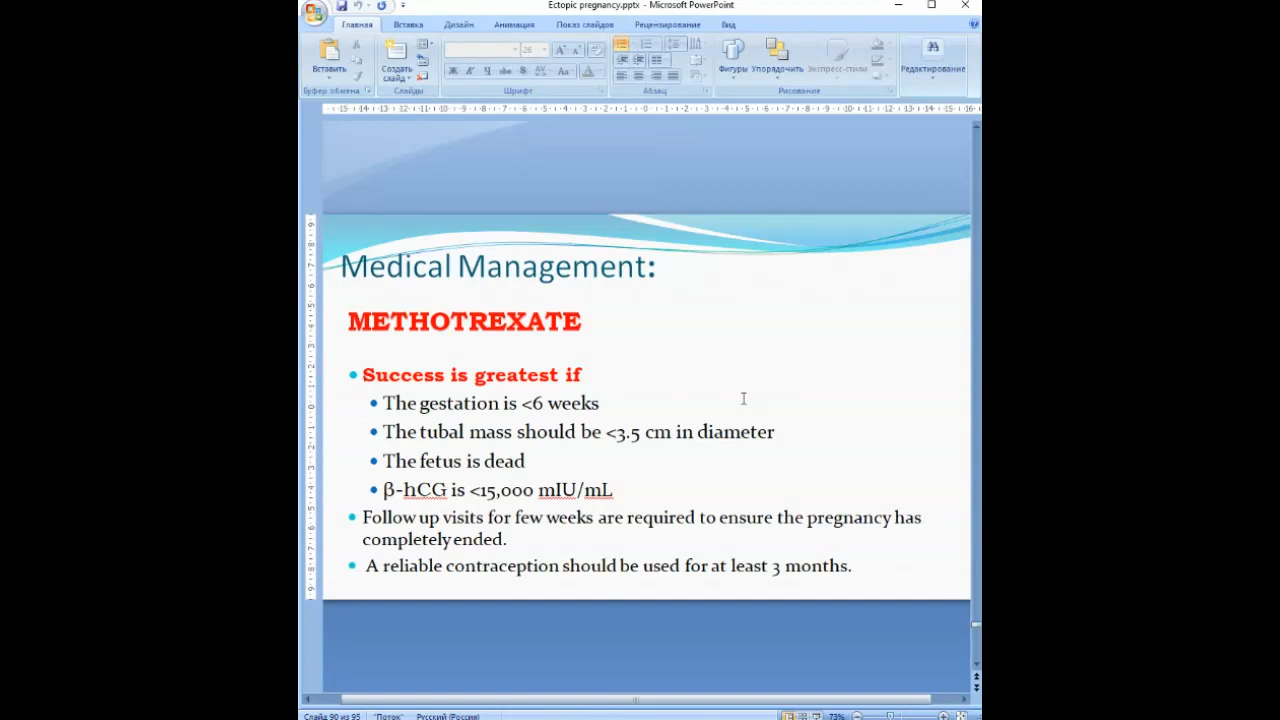 Ectopic pregnancy.pptx - Microsoft PowerPoint
Главная Вставка Дизайн Анимация Показ слайдов Рецензирование Вид
Вставить
Создать слайд
26
Ж К Ч abc S AV Aa A
Фигуры Упорядочить Экспресс-стили Редактирование
Буфер обмена Слайды Шрифт Абзац Рисование
Medical Management:
METHOTREXATE
• Success is greatest if
• The gestation is <6 weeks
• The tubal mass should be <3.5 cm in diameter
• The fetus is dead
• β-hCG is <15,000 mIU/mL
• Follow up visits for few weeks are required to ensure the pregnancy has
completely ended.
• A reliable contraception should be used for at least 3 months.
Слайд 90 из 95 "Поток" Русский (Россия) 73%